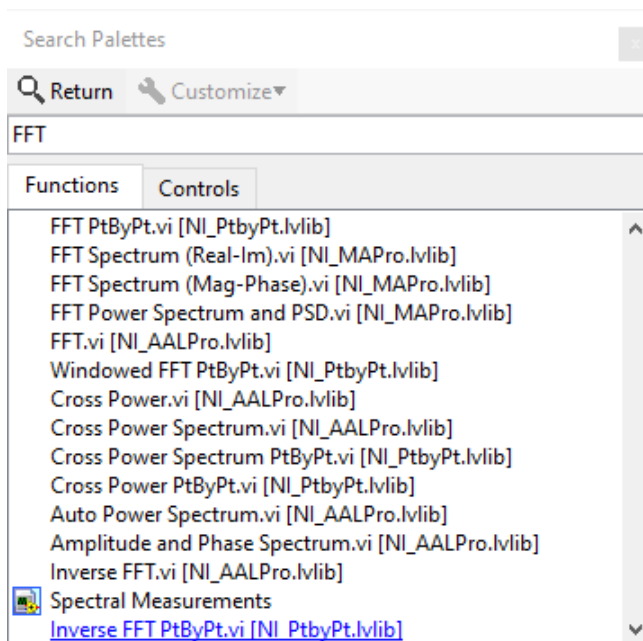 Search Palettes
x
Return Customize
FFT
Functions Controls
FFT PtByPt.vi [NI_PtbyPt.lvlib]
FFT Spectrum (Real-Im).vi [NI_MAPro.lvlib]
FFT Spectrum (Mag-Phase).vi [NI_MAPro.lvlib]
FFT Power Spectrum and PSD.vi [NI_MAPro.lvlib]
FFT.vi [NI_AALPro.lvlib]
Windowed FFT PtByPt.vi [NI_PtbyPt.lvlib]
Cross Power.vi [NI_AALPro.lvlib]
Cross Power Spectrum.vi [NI_AALPro.lvlib]
Cross Power Spectrum PtByPt.vi [NI_PtbyPt.lvlib]
Cross Power PtByPt.vi [NI_PtbyPt.lvlib]
Auto Power Spectrum.vi [NI_AALPro.lvlib]
Amplitude and Phase Spectrum.vi [NI_AALPro.lvlib]
Inverse FFT.vi [NI_AALPro.lvlib]
Spectral Measurements
Inverse FFT PtByPt.vi [NI_PtbyPt.lvlib]